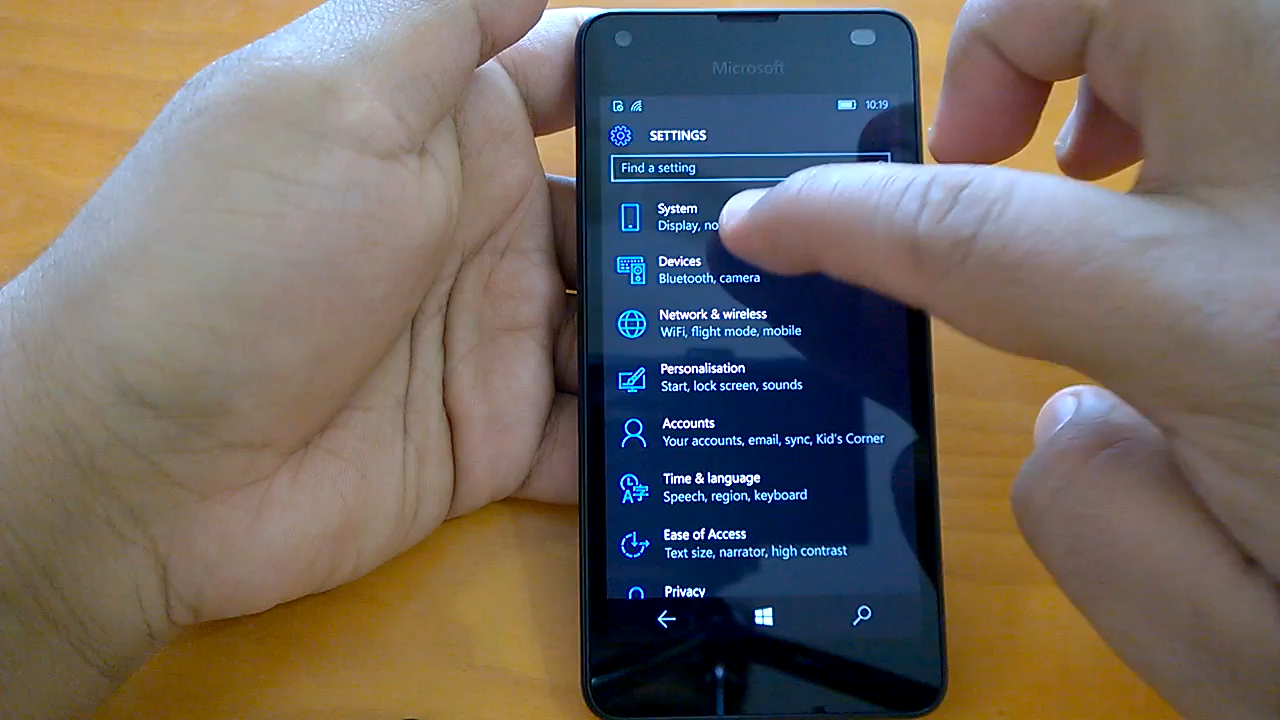 Microsoft
10:19
SETTINGS
Find a setting
System
Display, no
Devices
Bluetooth, camera
Network & wireless
WiFi, flight mode, mobile
Personalisation
Start, lock screen, sounds
Accounts
Your accounts, email, sync, Kid's Corner
Time & language
Speech, region, keyboard
Ease of Access
Text size, narrator, high contrast
Privacy